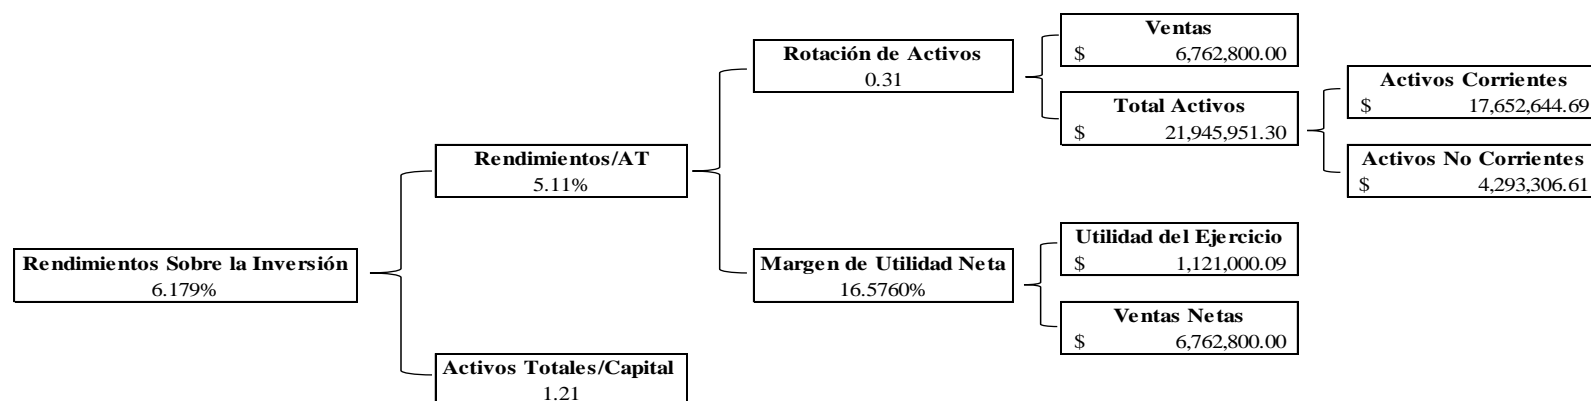 Ventas
$ 6,762,800.00
Rotación de Activos
0.31
Activos Corrientes
$ 17,652,644.69
Total Activos
$ 21,945,951.30
Rendimientos/AT
5.11%
Activos No Corrientes
$ 4,293,306.61
Utilidad del Ejercicio
$ 1,121,000.09
Rendimientos Sobre la Inversión
6.179%
Margen de Utilidad Neta
16.5760%
Ventas Netas
$ 6,762,800.00
Activos Totales/Capital
1.21